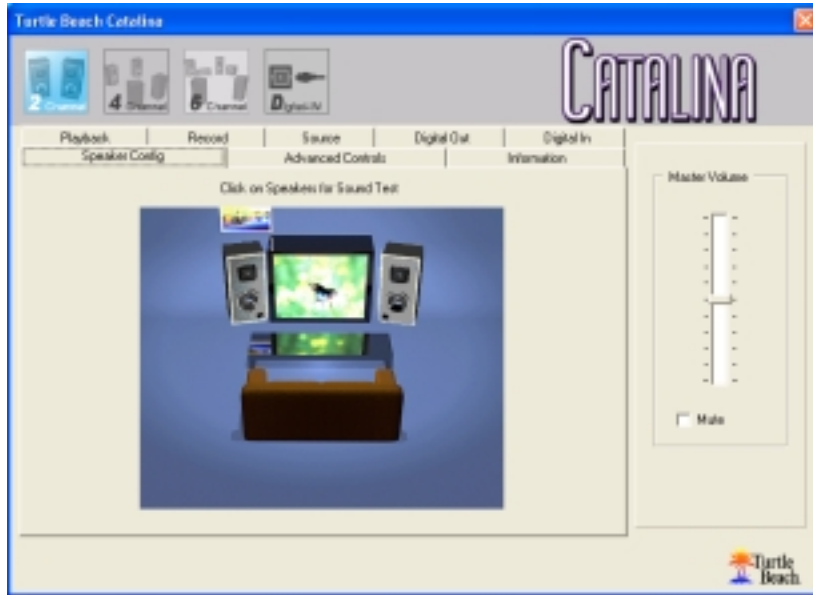 Turtle Beach Catalina
2 Channel
4 Channel
6 Channel
Digital I/O
CATALINA
Playback
Record
Source
Digital Out
Digital In
Speaker Config
Advanced Controls
Information
Click on Speakers for Sound Test
Master Volume
Mute
Turtle
Beach